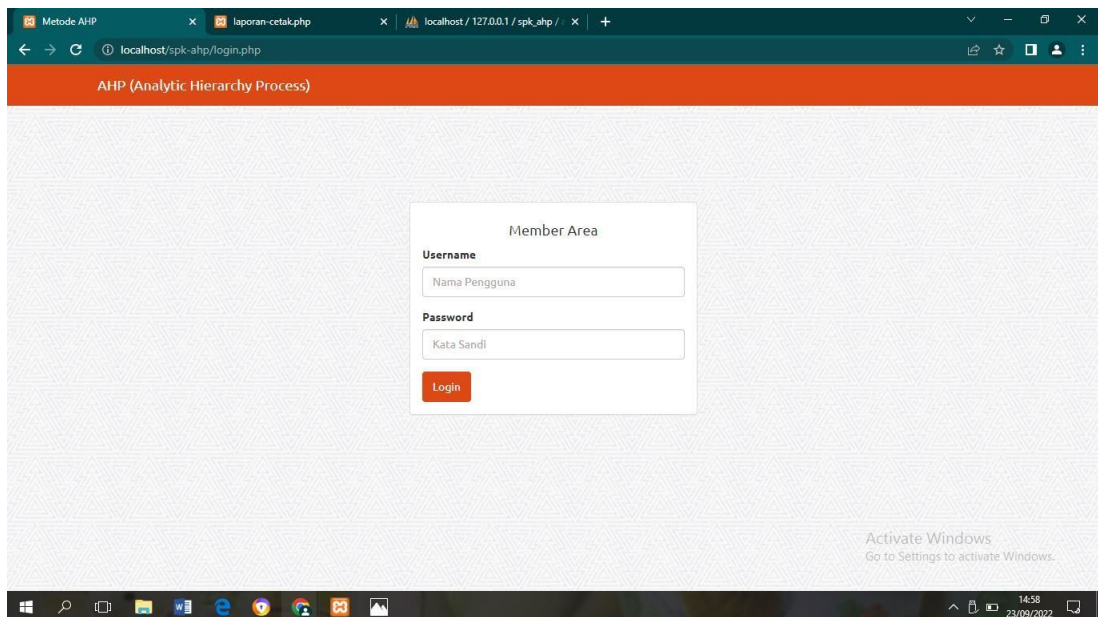 Metode AHP
laporan-cetak.php
localhost / 127.0.0.1 / spk_ahp /
localhost/spk-ahp/login.php
AHP (Analytic Hierarchy Process)
Member Area
Username
Nama Pengguna
Password
Kata Sandi
Login
Activate Windows
Go to Settings to activate Windows.
14:58
23/09/2022